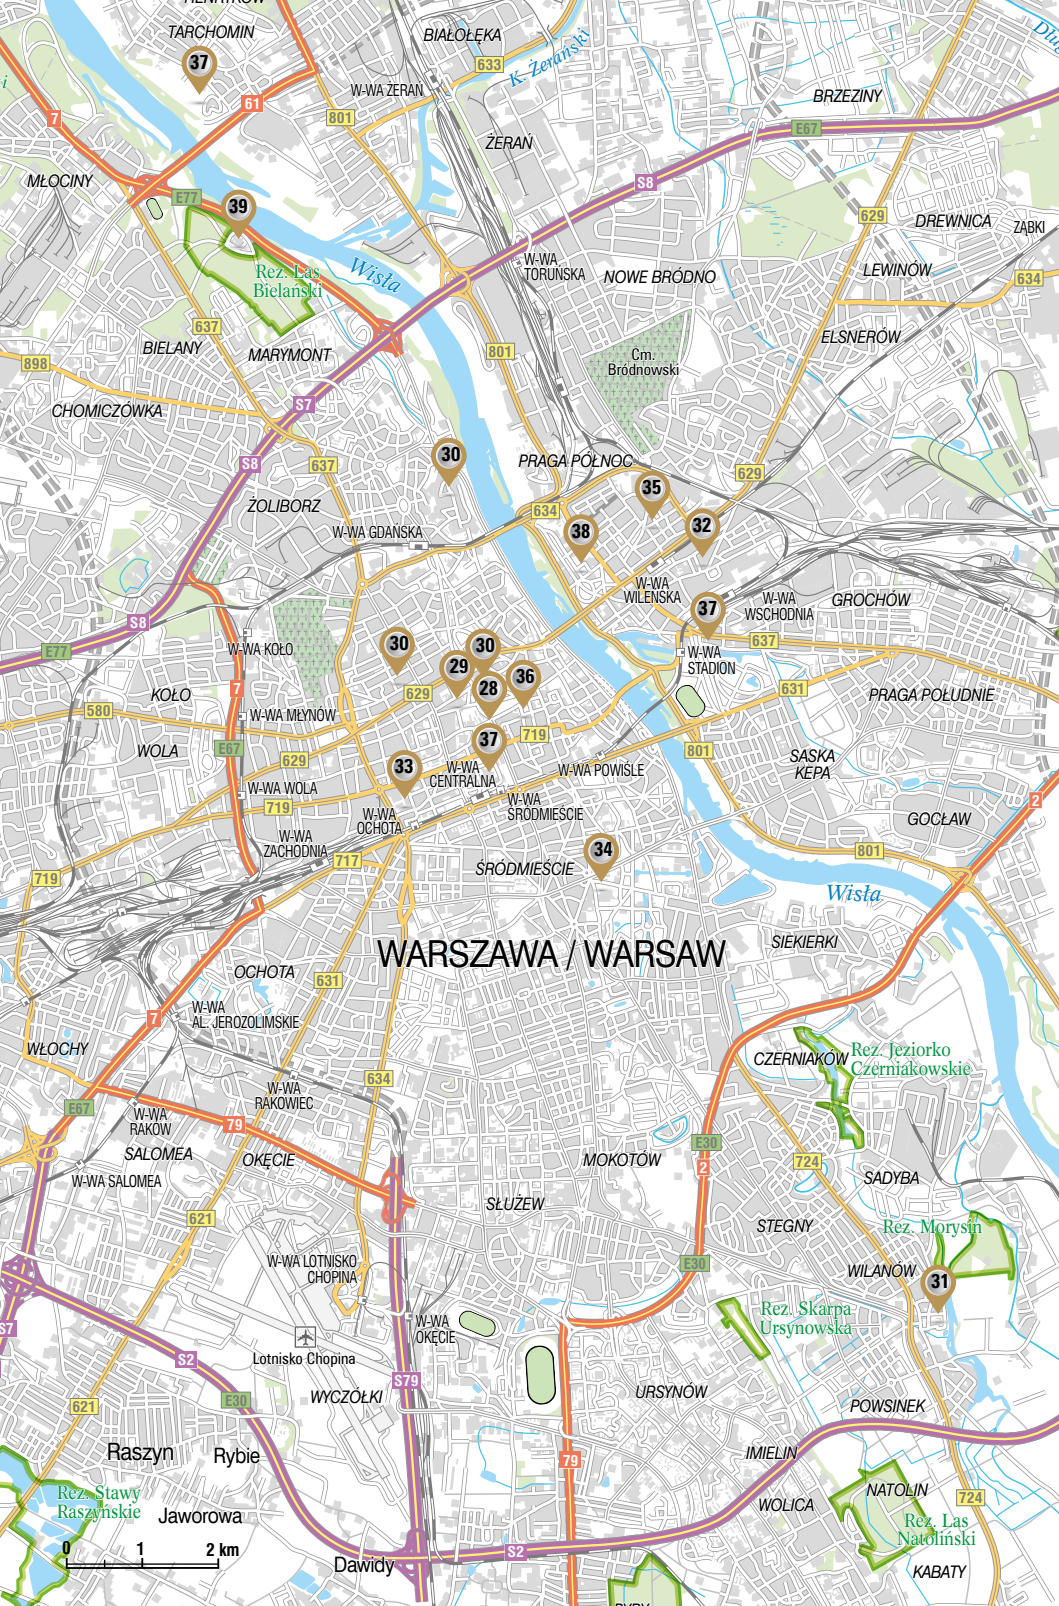 HENRYKÓW
TARCHOMIN
BIAŁOŁĘKA
37
633
K. Żerański
W-WA ŻERAŃ
61
7
801
BRZEZINY
E67
ŻERAŃ
MŁOCINY
S8
E77
39
629
DREWNICA
ZĄBKI
Wisła
W-WA
TORUŃSKA
NOWE BRÓDNO
LEWINÓW
634
Rez. Las
Bielański
637
ELSNERÓW
BIELANY
MARYMONT
801
Cm.
Bródnowski
898
S7
CHOMICZÓWKA
30
PRAGA PÓŁNOC
S8
637
629
35
ŻOLIBORZ
634
32
W-WA GDAŃSKA
38
W-WA
WILEŃSKA
W-WA
WSCHODNIA
GROCHÓW
37
S8
637
E77
W-WA KOŁO
30
30
29
W-WA
STADION
36
28
7
KOŁO
629
631
PRAGA POŁUDNIE
580
W-WA MŁYNÓW
37
719
E67
WOLA
801
SASKA
KĘPA
629
33
W-WA
CENTRALNA
W-WA POWIŚLE
W-WA WOLA
719
W-WA
OCHOTA
W-WA
ŚRÓDMIEŚCIE
2
GOCŁAW
W-WA
ZACHODNIA
717
34
801
719
ŚRÓDMIEŚCIE
Wisła
WARSZAWA / WARSAW
SIEKIERKI
OCHOTA
631
7
W-WA
AL. JEROZOLIMSKIE
WŁOCHY
CZERNIAKÓW
Rez. Jeziorko
Czerniakowskie
634
W-WA
RAKOWIEC
E67
W-WA
RAKÓW
79
E30
SALOMEA
OKĘCIE
MOKOTÓW
2
724
W-WA SALOMEA
SADYBA
SŁUŻEW
621
STEGNY
Rez. Morysin
W-WA LOTNISKO
CHOPINA
E30
WILANÓW
31
W-WA
OKĘCIE
Rez. Skarpa
Ursynowska
S7
S2
Lotnisko Chopina
S79
E30
WYCZÓŁKI
URSYNÓW
621
POWSINEK
Raszyn
Rybie
79
IMIELIN
Rez. Stawy
Raszyńskie
NATOLIN
724
Jaworowa
WOLICA
Rez. Las
Natoliński
0 1 2 km
S2
Dawidy
KABATY